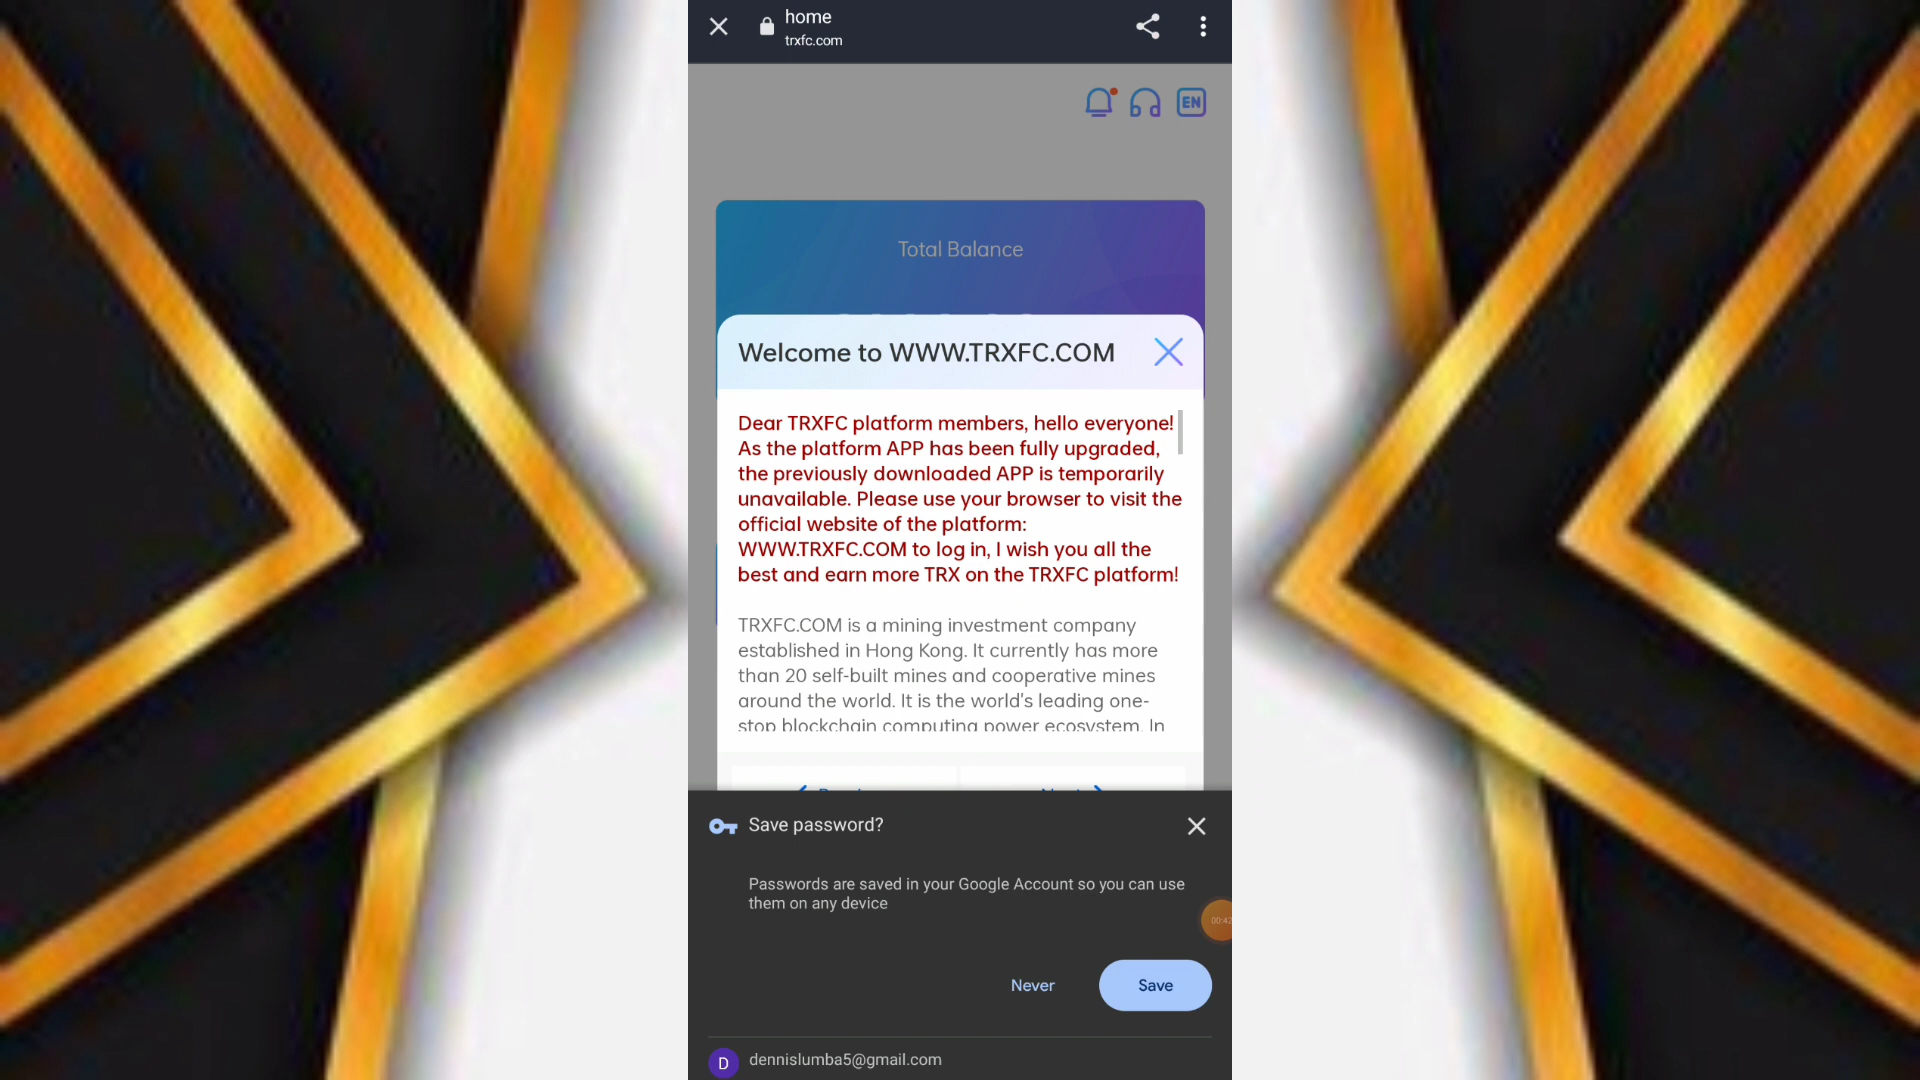 home
trxfc.com
EN
Total Balance
Welcome to WWW.TRXFC.COM
Dear TRXFC platform members, hello everyone!
As the platform APP has been fully upgraded,
the previously downloaded APP is temporarily
unavailable. Please use your browser to visit the
official website of the platform:
WWW.TRXFC.COM to log in, I wish you all the
best and earn more TRX on the TRXFC platform!
TRXFC.COM is a mining investment company
established in Hong Kong. It currently has more
than 20 self-built mines and cooperative mines
around the world. It is the world's leading one-
stop blockchain computing power ecosystem. In
Save password?
Passwords are saved in your Google Account so you can use
them on any device
00:42
Never
Save
D
dennislumba5@gmail.com